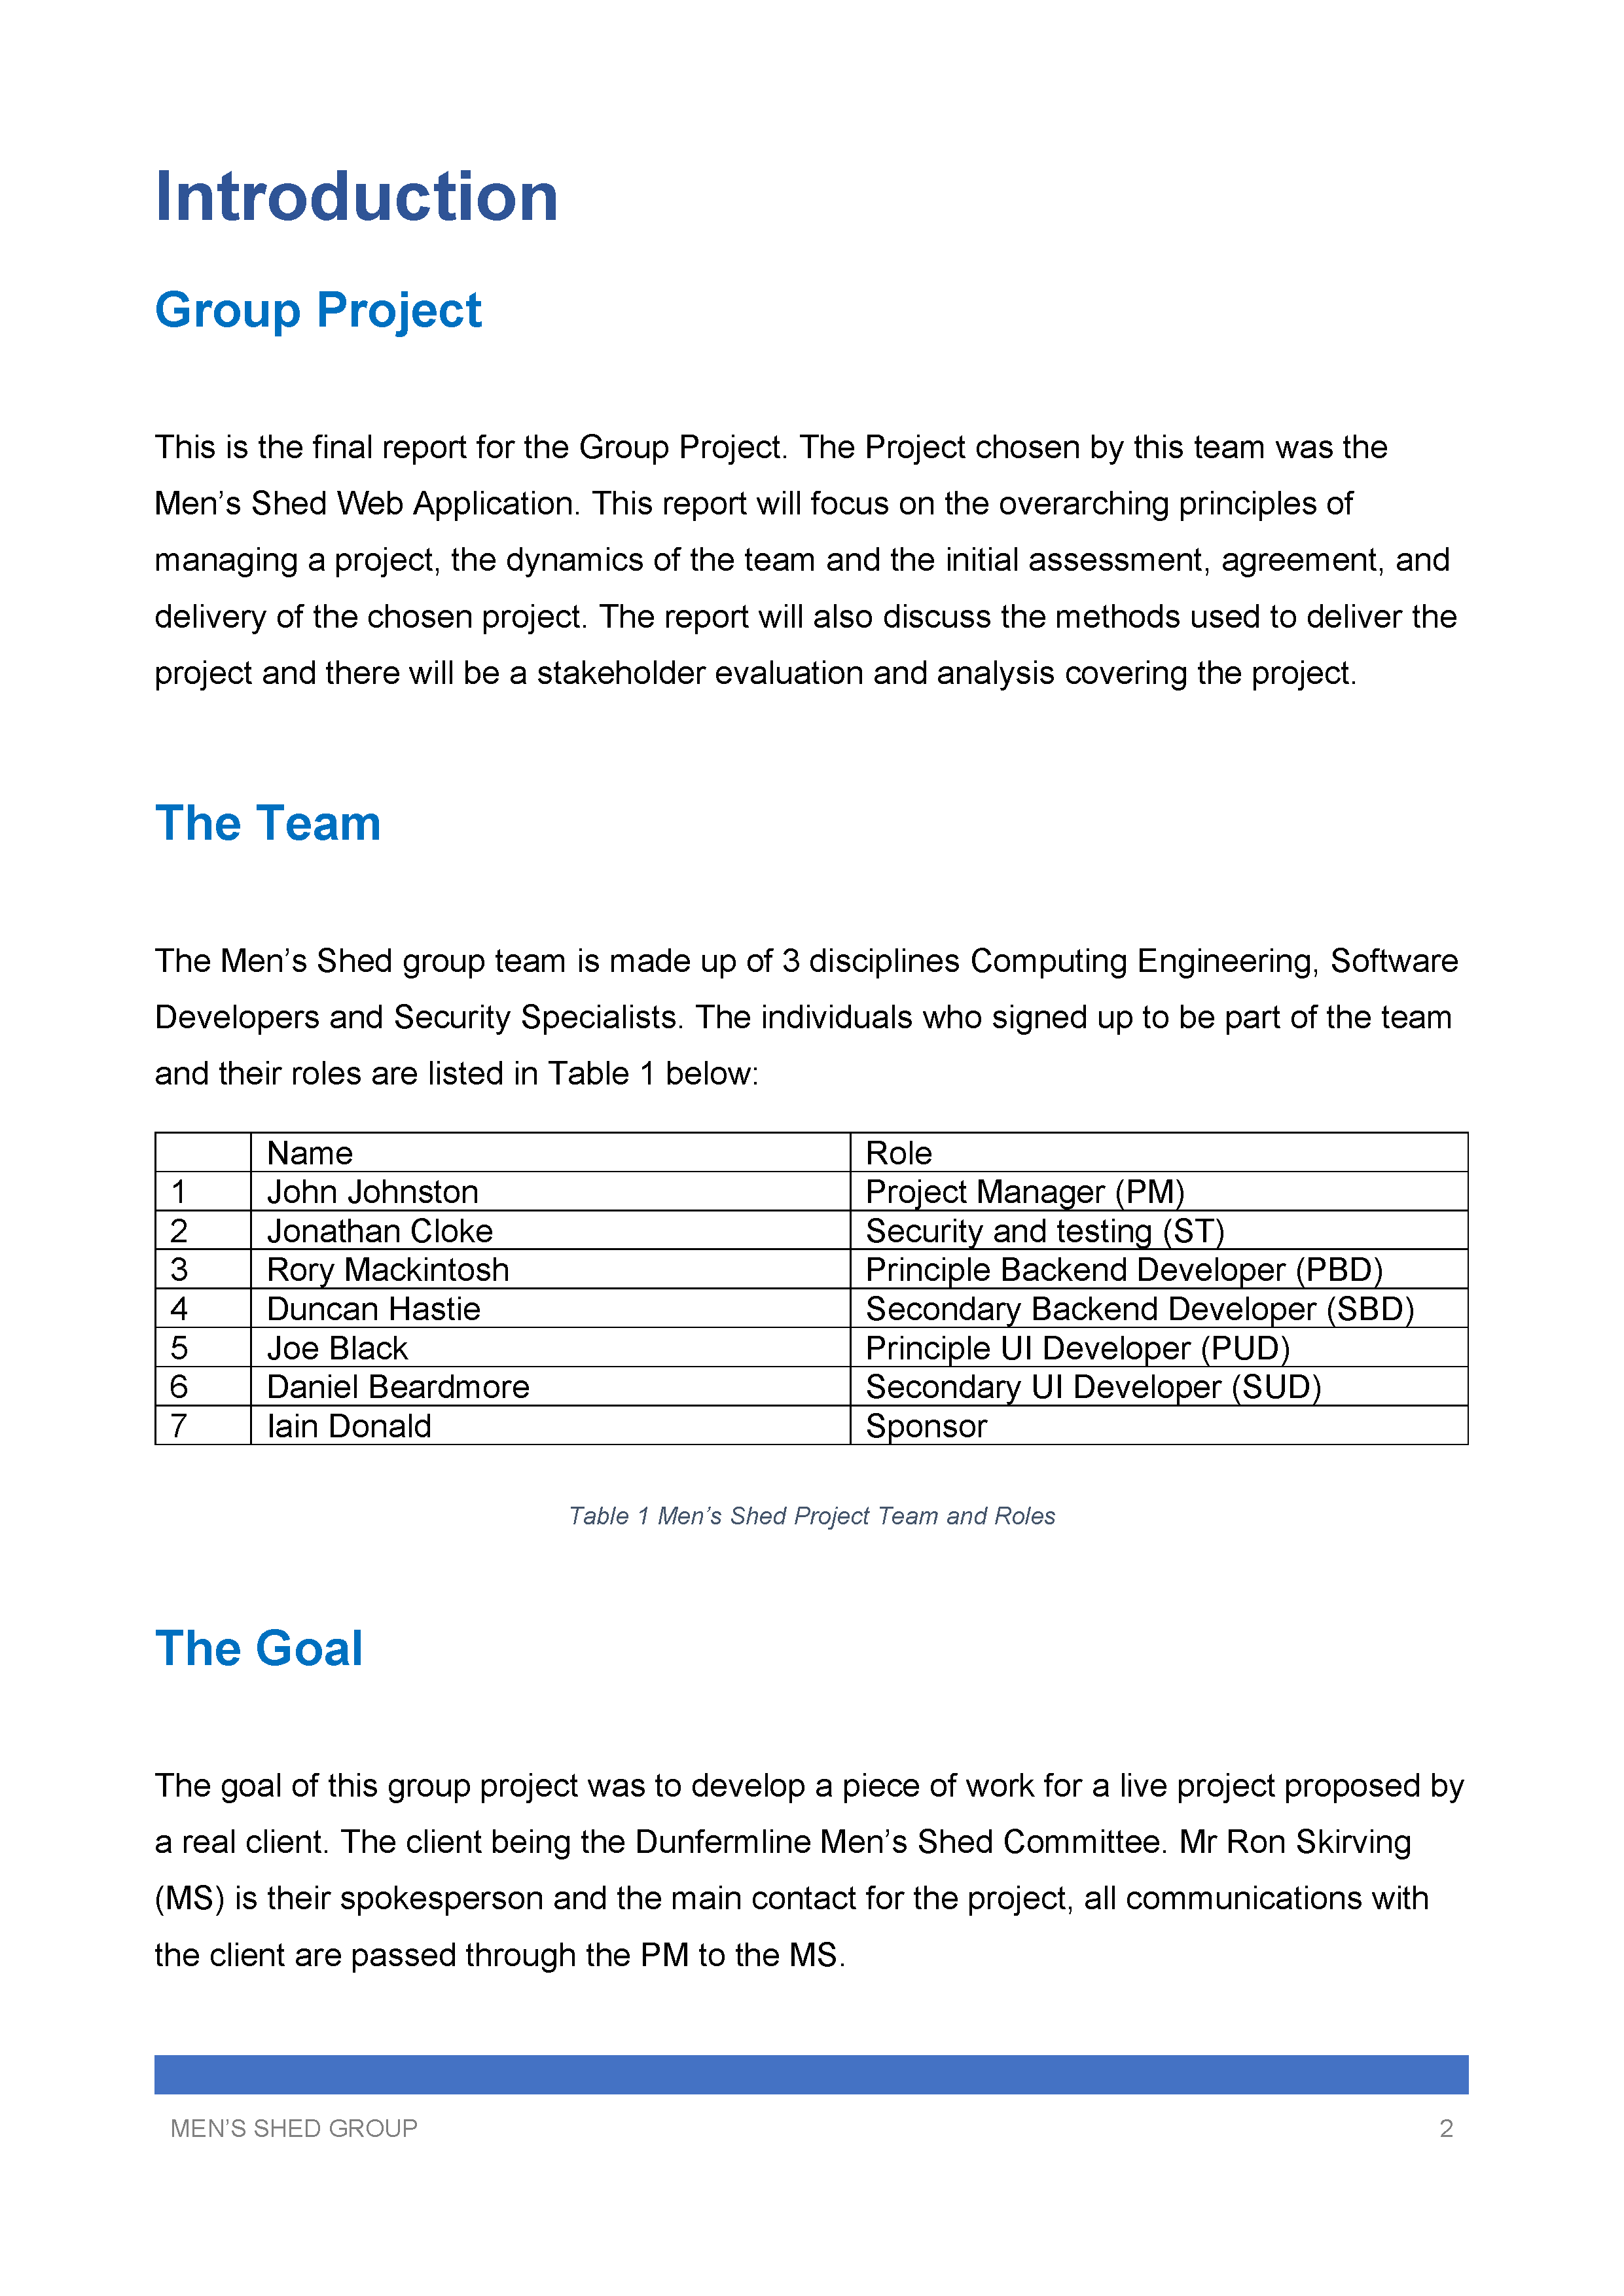 Introduction
Group Project
This is the final report for the Group Project. The Project chosen by this team was the
Men’s Shed Web Application. This report will focus on the overarching principles of
managing a project, the dynamics of the team and the initial assessment, agreement, and
delivery of the chosen project. The report will also discuss the methods used to deliver the
project and there will be a stakeholder evaluation and analysis covering the project.
The Team
The Men’s Shed group team is made up of 3 disciplines Computing Engineering, Software
Developers and Security Specialists. The individuals who signed up to be part of the team
and their roles are listed in Table 1 below:
Name Role
1 John Johnston Project Manager (PM)
2 Jonathan Cloke Security and testing (ST)
3 Rory Mackintosh Principle Backend Developer (PBD)
4 Duncan Hastie Secondary Backend Developer (SBD)
5 Joe Black Principle UI Developer (PUD)
6 Daniel Beardmore Secondary UI Developer (SUD)
7 Iain Donald Sponsor
Table 1 Men’s Shed Project Team and Roles
The Goal
The goal of this group project was to develop a piece of work for a live project proposed by
a real client. The client being the Dunfermline Men’s Shed Committee. Mr Ron Skirving
(MS) is their spokesperson and the main contact for the project, all communications with
the client are passed through the PM to the MS.
MEN’S SHED GROUP 2